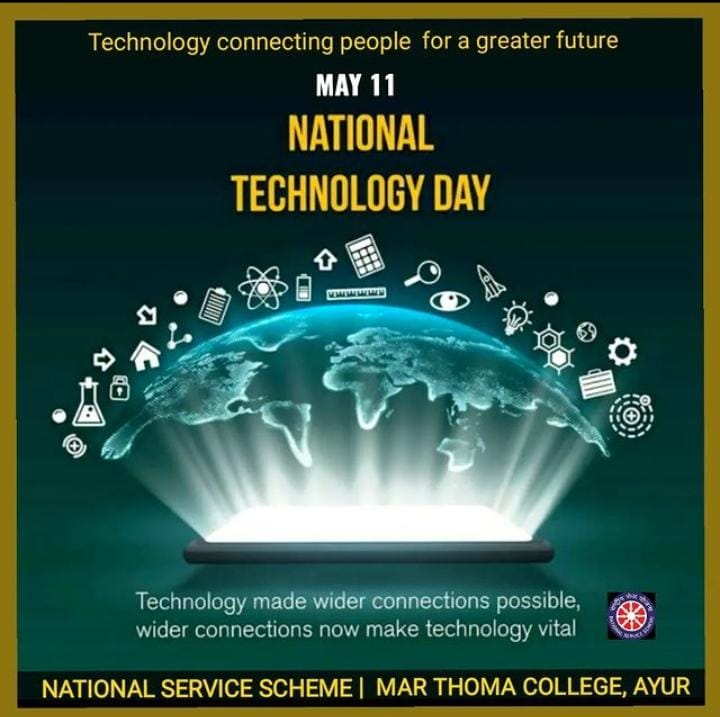 Technology connecting people for a greater future
MAY 11
NATIONAL
TECHNOLOGY DAY
Technology made wider connections possible,
wider connections now make technology vital
NATIONAL SERVICE SCHEME | MAR THOMA COLLEGE, AYUR